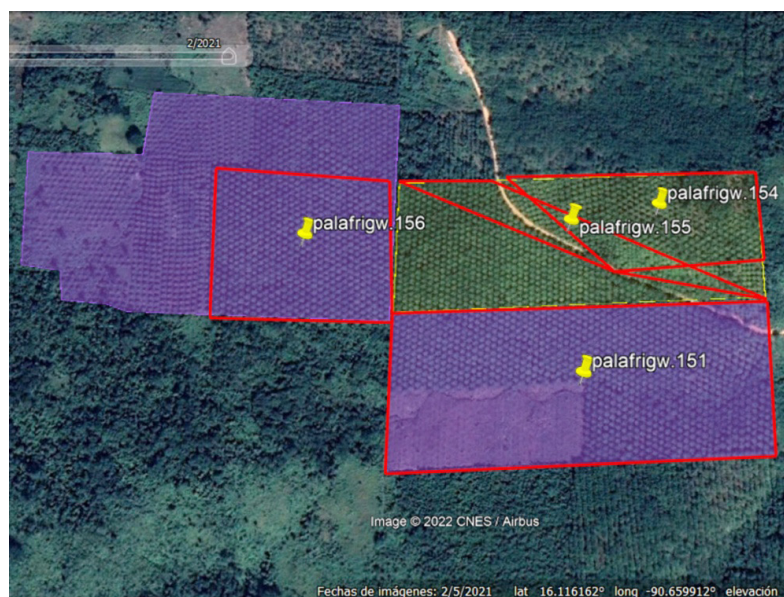 2/2021
palafrigw.154
palafrigw.156
palafrigw.155
palafrigw.151
Image © 2022 CNES / Airbus
Fechas de imágenes: 2/5/2021 lat 16.116162° long -90.659912° elevación